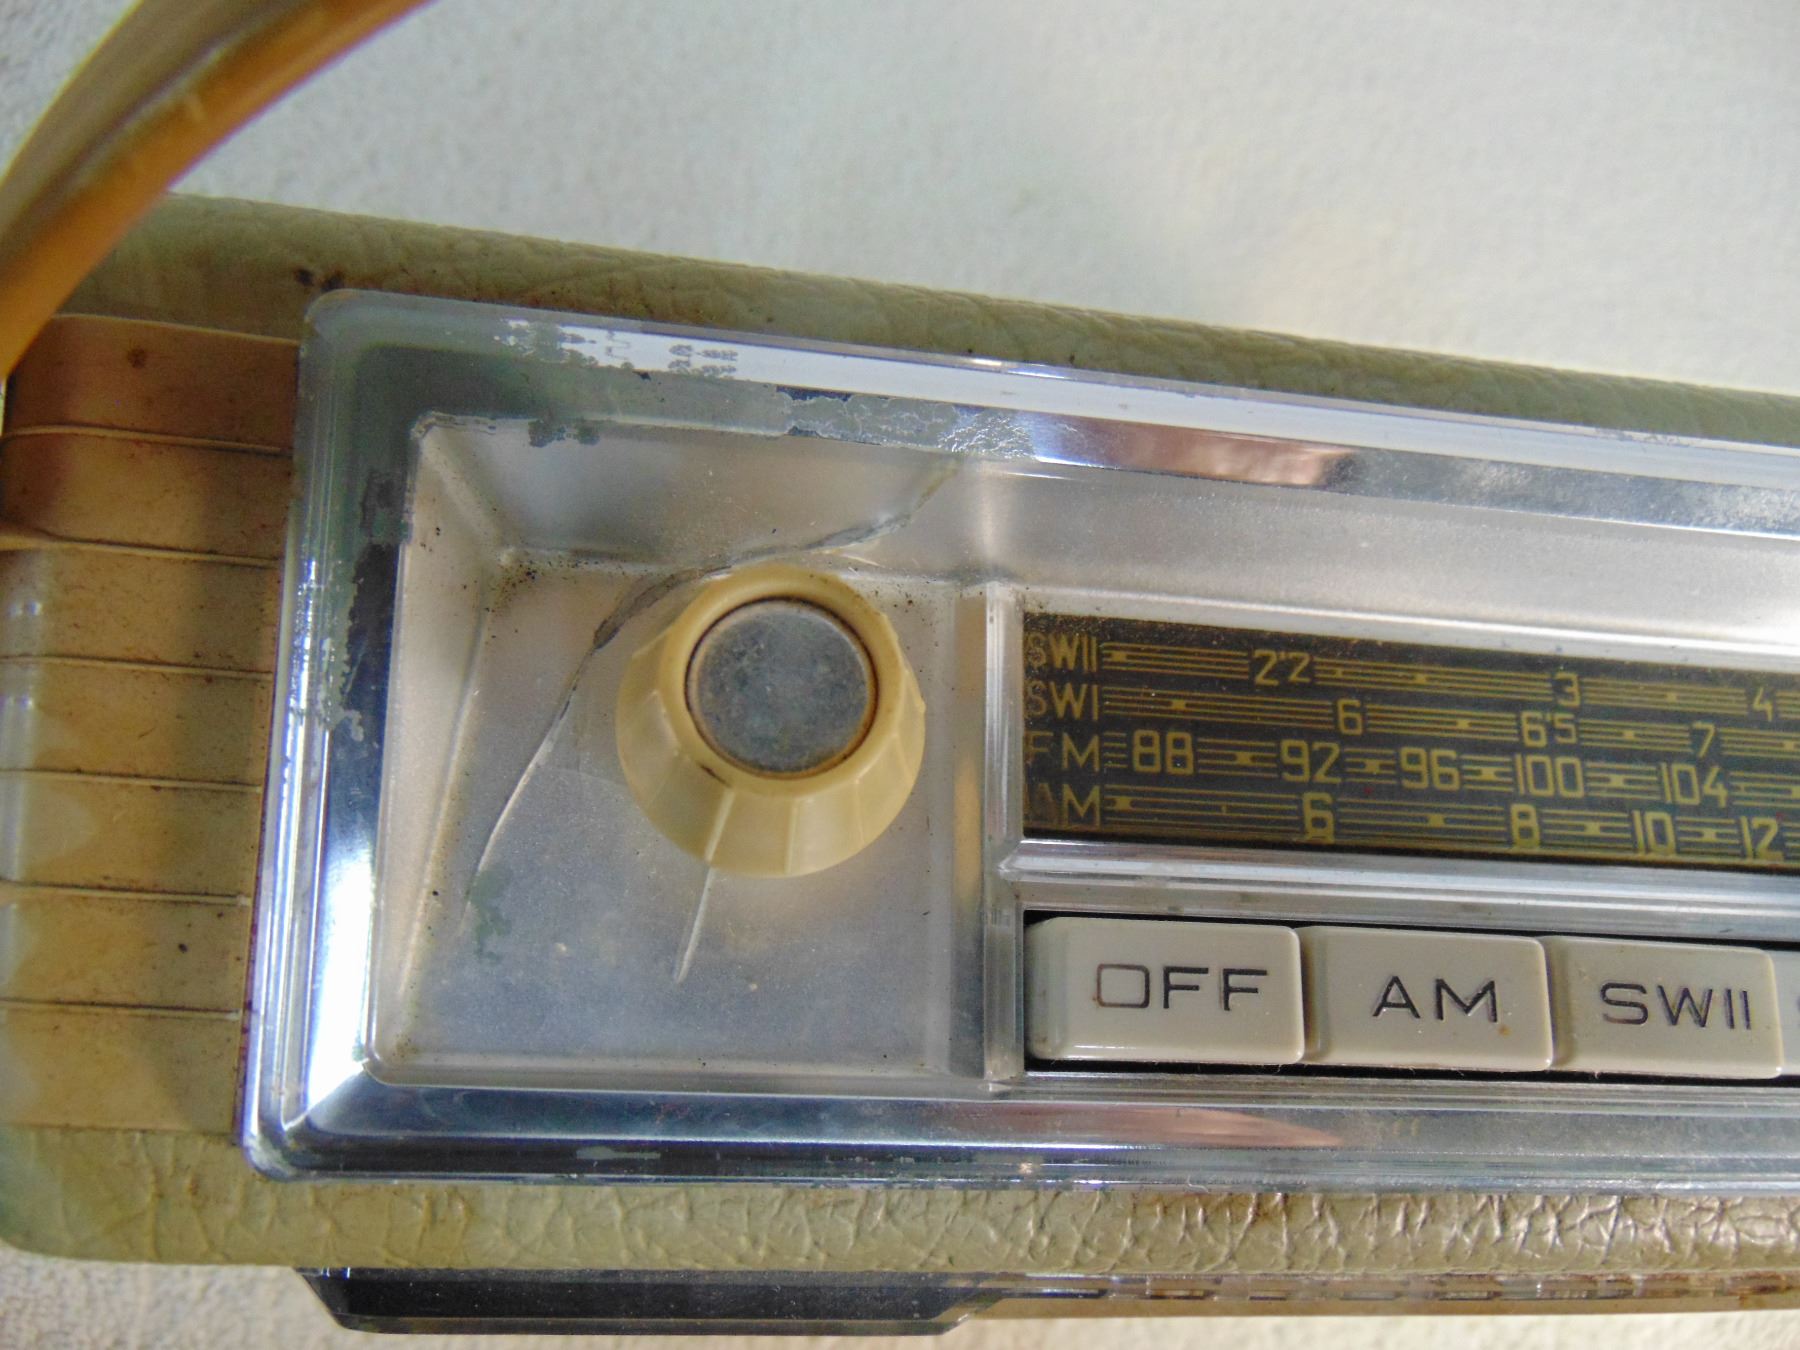 SWII 2'2 3 4
SWI 6 6'5 7
FM 88 92 96 100 104
AM 6 8 10 12
OFF AM SWII